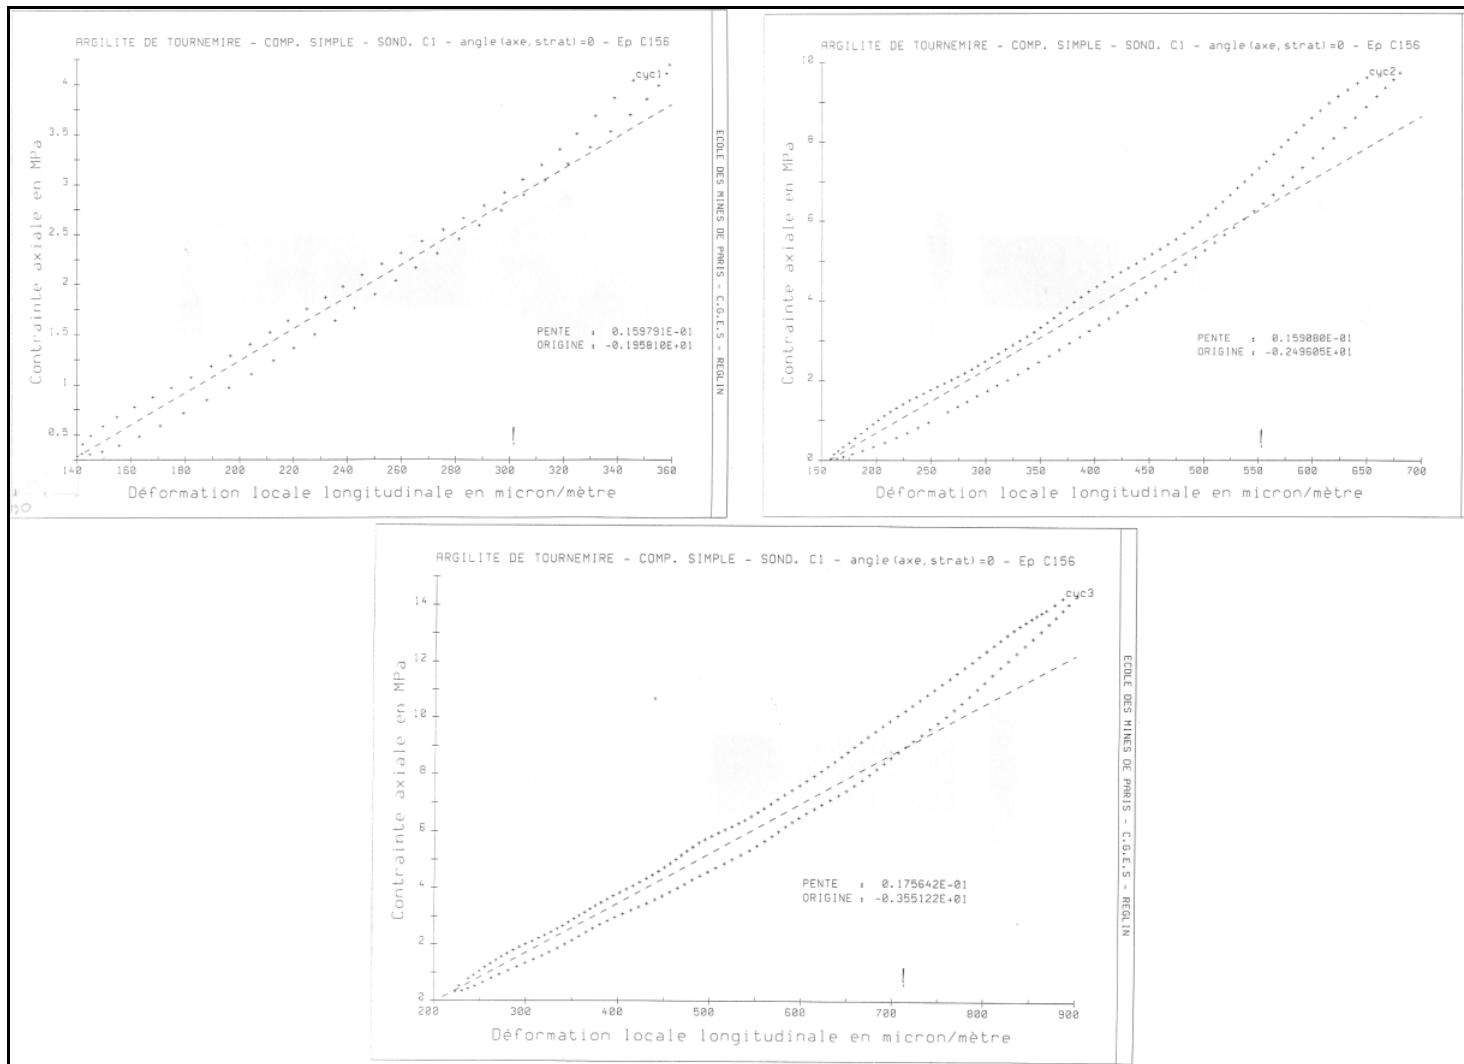 ARGILITE DE TOURNEMIRE - COMP. SIMPLE - SOND. C1 - angle(axe,strat)=0 - Ep C156
cyc1
Contrainte axiale en MPa
4
3.5
3
2.5
2
1.5
1
0.5
PENTE : 0.159791E-01
ORIGINE : -0.195810E+01
140 160 180 200 220 240 260 280 300 320 340 360
Déformation locale longitudinale en micron/mètre
ECOLE DES MINES DE PARIS - C.G.E.S - REGLIN
ARGILITE DE TOURNEMIRE - COMP. SIMPLE - SOND. C1 - angle(axe,strat)=0 - Ep C156
cyc2
Contrainte axiale en MPa
10
8
6
4
2
0
PENTE : 0.159080E-01
ORIGINE : -0.249605E+01
150 200 250 300 350 400 450 500 550 600 650 700
Déformation locale longitudinale en micron/mètre
ARGILITE DE TOURNEMIRE - COMP. SIMPLE - SOND. C1 - angle(axe,strat)=0 - Ep C156
cyc3
Contrainte axiale en MPa
14
12
10
8
6
4
2
0
PENTE : 0.175642E-01
ORIGINE : -0.355122E+01
200 300 400 500 600 700 800 900
Déformation locale longitudinale en micron/mètre
ECOLE DES MINES DE PARIS - C.G.E.S - REGLIN